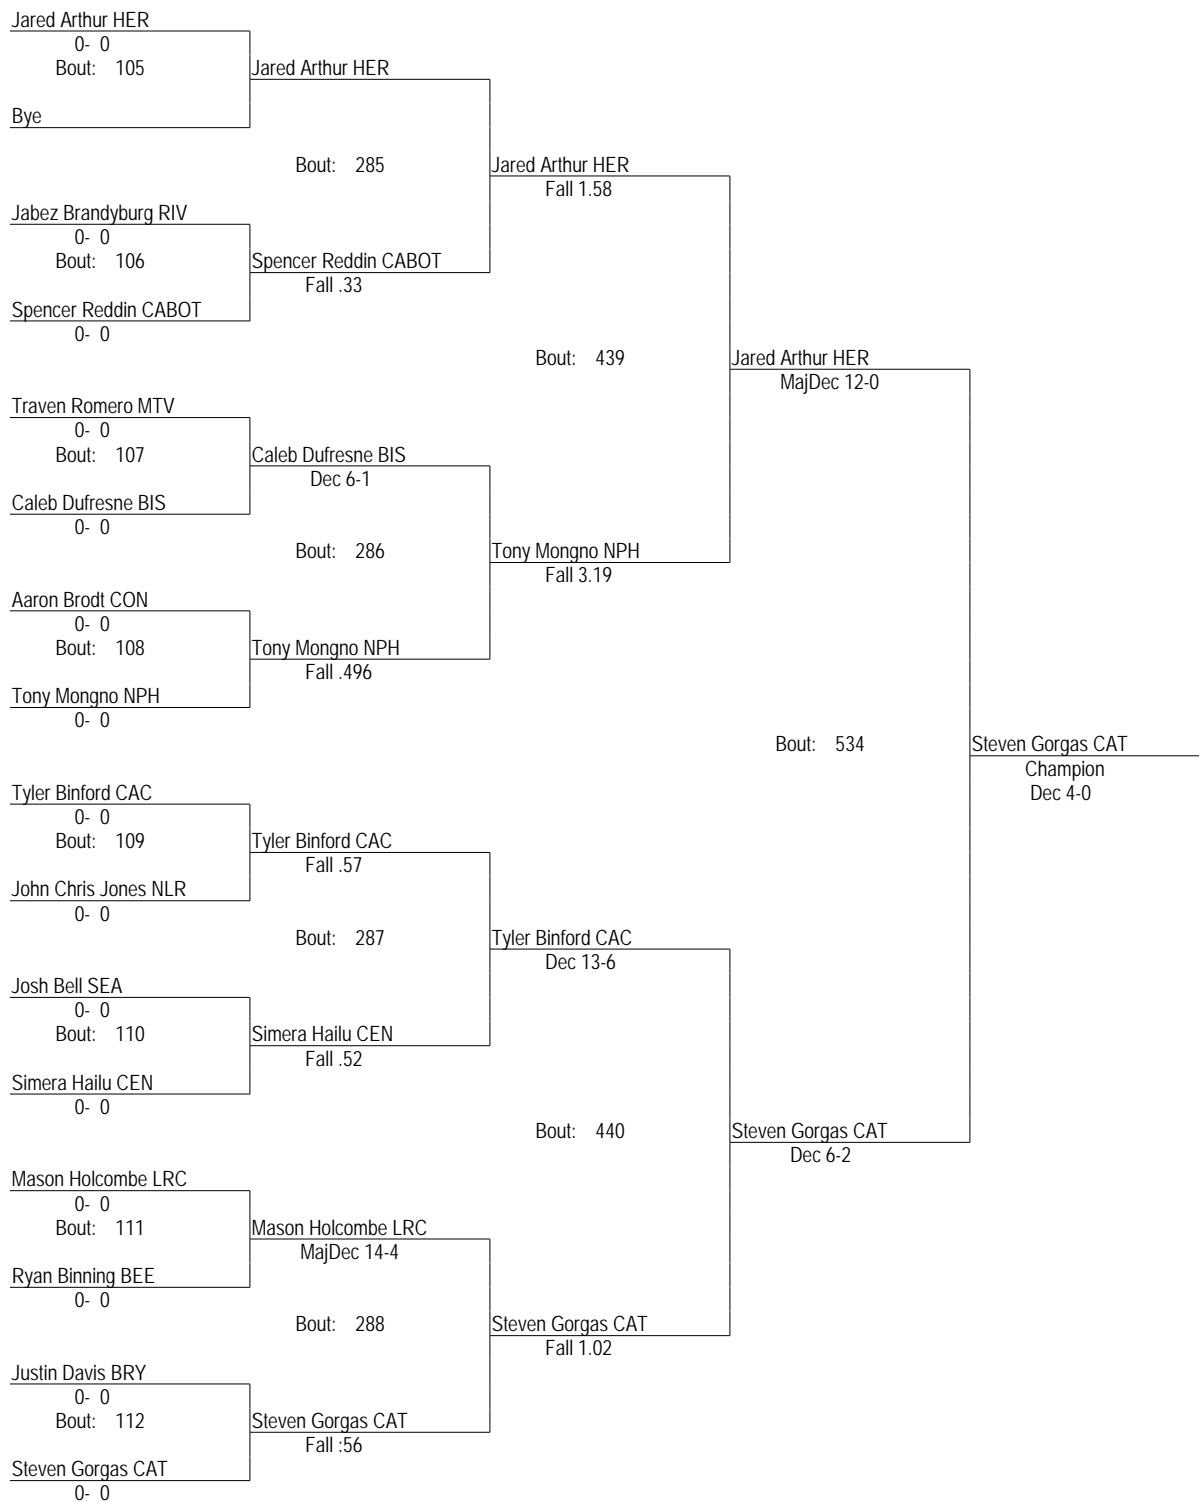 Jared Arthur HER
0- 0
Bout: 105
Jared Arthur HER
Bye
Bout: 285
Jared Arthur HER
Fall 1.58
Jabez Brandyburg RIV
0- 0
Bout: 106
Spencer Reddin CABOT
Fall .33
Spencer Reddin CABOT
0- 0
Bout: 439
Jared Arthur HER
MajDec 12-0
Traven Romero MTV
0- 0
Bout: 107
Caleb Dufresne BIS
Dec 6-1
Caleb Dufresne BIS
0- 0
Bout: 286
Tony Mongno NPH
Fall 3.19
Aaron Brodt CON
0- 0
Bout: 108
Tony Mongno NPH
Fall .496
Tony Mongno NPH
0- 0
Bout: 534
Steven Gorgas CAT
Champion
Dec 4-0
Tyler Binford CAC
0- 0
Bout: 109
Tyler Binford CAC
Fall .57
John Chris Jones NLR
0- 0
Bout: 287
Tyler Binford CAC
Dec 13-6
Josh Bell SEA
0- 0
Bout: 110
Simera Hailu CEN
Fall .52
Simera Hailu CEN
0- 0
Bout: 440
Steven Gorgas CAT
Dec 6-2
Mason Holcombe LRC
0- 0
Bout: 111
Mason Holcombe LRC
MajDec 14-4
Ryan Binning BEE
0- 0
Bout: 288
Steven Gorgas CAT
Fall 1.02
Justin Davis BRY
0- 0
Bout: 112
Steven Gorgas CAT
Fall :56
Steven Gorgas CAT
0- 0